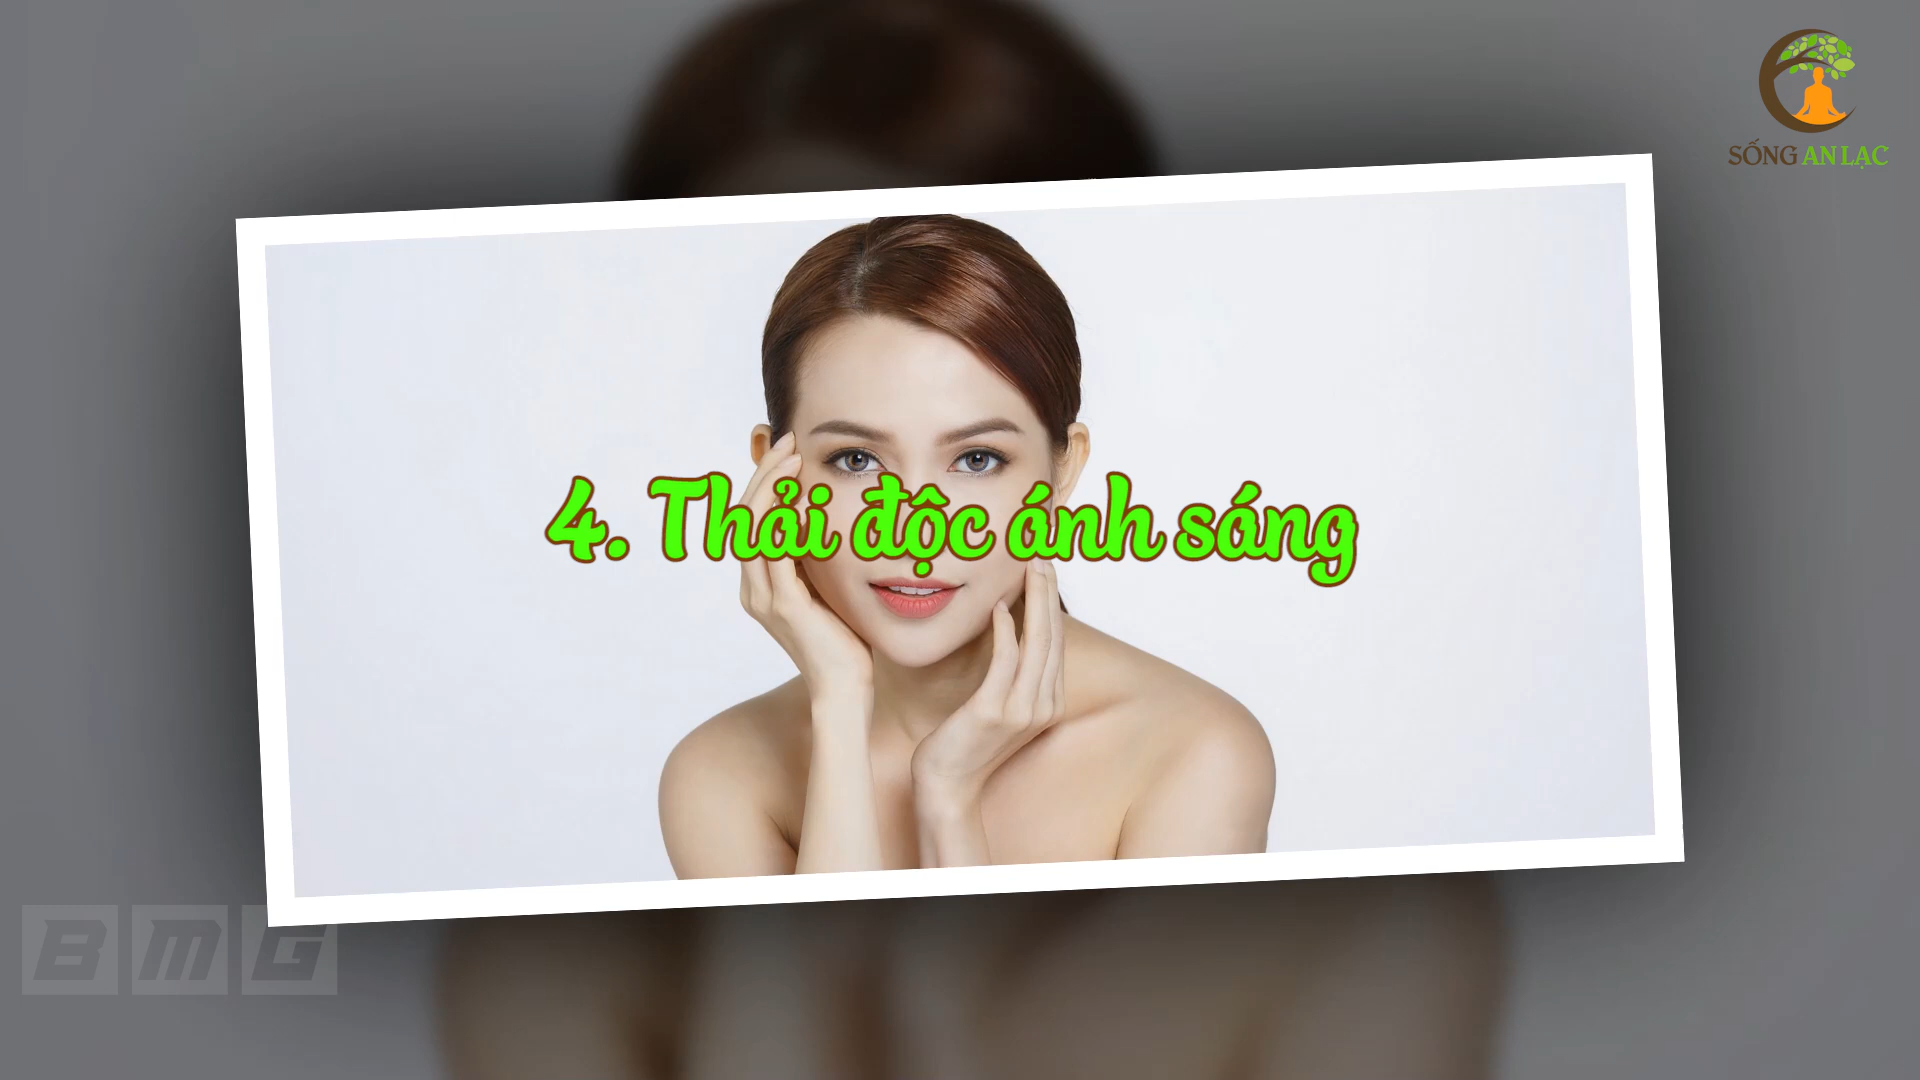 SỐNG AN LẠC
4. Thải độc ánh sáng
BMG